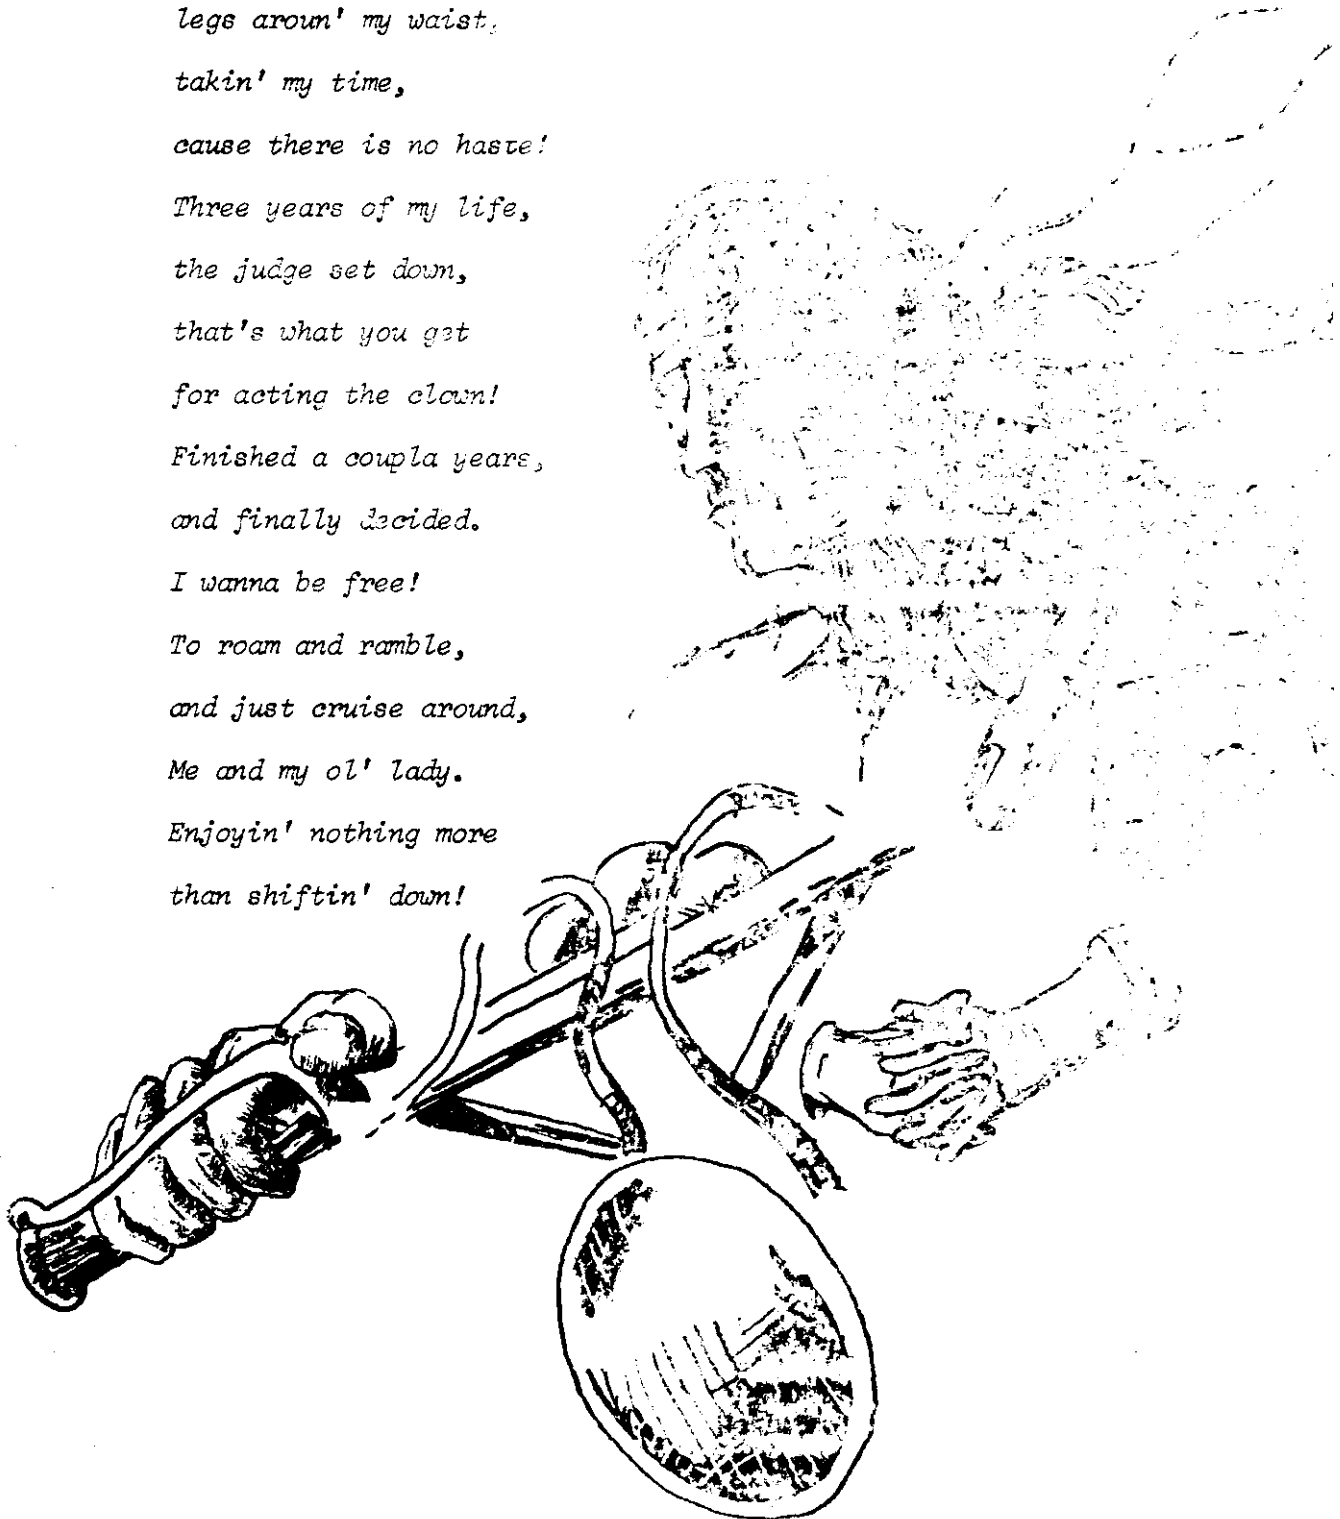 legs aroun' my waist,
takin' my time,
cause there is no haste!
Three years of my life,
the judge set down,
that's what you get
for acting the clown!
Finished a coupla years,
and finally decided.
I wanna be free!
To roam and ramble,
and just cruise around,
Me and my ol' lady.
Enjoyin' nothing more
than shiftin' down!